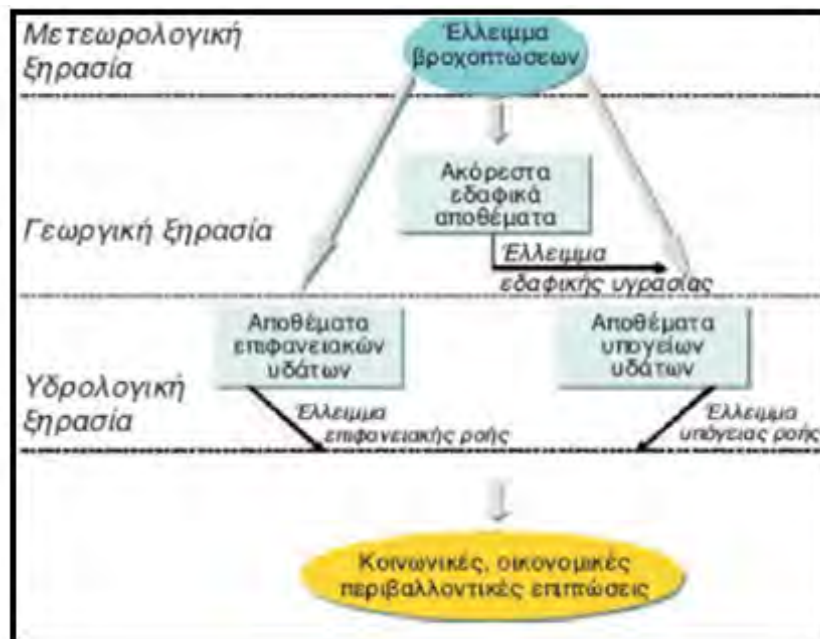 Μετεωρολογική
ξηρασία
Έλλειμμα
βροχοπτώσεων
Ακόρεστα
εδαφικά
αποθέματα
Γεωργική ξηρασία
Έλλειμμα
εδαφικής υγρασίας
Αποθέματα
επιφανειακών
υδάτων
Αποθέματα
υπογείων
υδάτων
Υδρολογική
ξηρασία
Έλλειμμα
επιφανειακής ροής
Έλλειμμα
υπόγειας ροής
Κοινωνικές, οικονομικές
περιβαλλοντικές επιπτώσεις